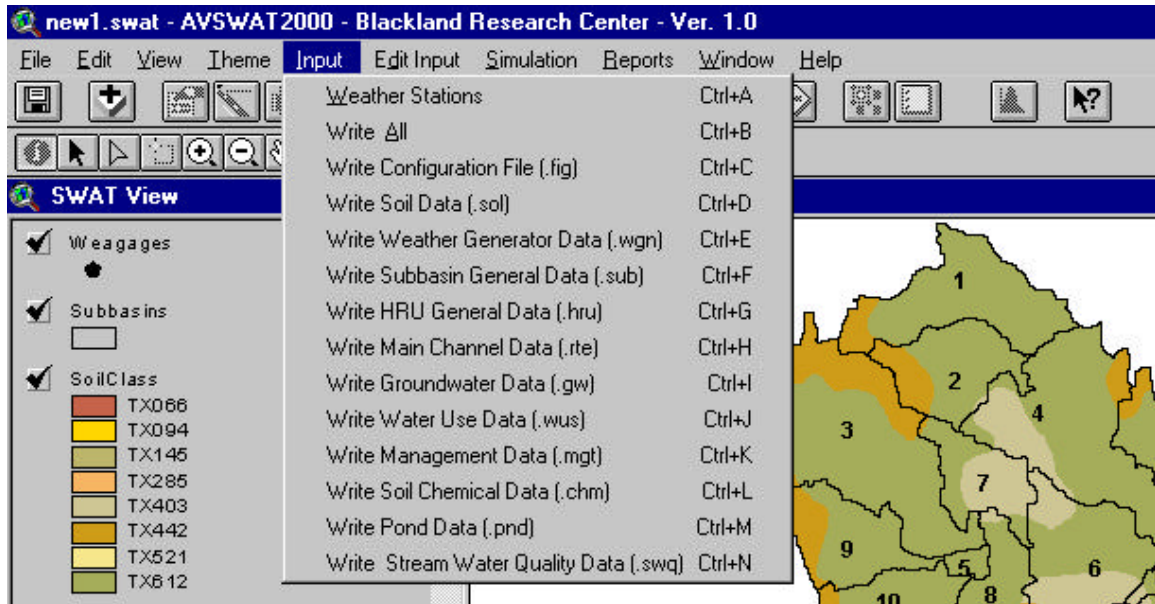 new1.swat - AVSWAT2000 - Blackland Research Center - Ver. 1.0
File Edit View Theme Input Edit Input Simulation Reports Window Help
Weather Stations Ctrl+A
Write All Ctrl+B
Write Configuration File (.fig) Ctrl+C
Write Soil Data (.sol) Ctrl+D
Write Weather Generator Data (.wgn) Ctrl+E
Write Subbasin General Data (.sub) Ctrl+F
Write HRU General Data (.hru) Ctrl+G
Write Main Channel Data (.rte) Ctrl+H
Write Groundwater Data (.gw) Ctrl+I
Write Water Use Data (.wus) Ctrl+J
Write Management Data (.mgt) Ctrl+K
Write Soil Chemical Data (.chm) Ctrl+L
Write Pond Data (.pnd) Ctrl+M
Write Stream Water Quality Data (.swq) Ctrl+N
SWAT View
Weagages
Subbasins
SoilClass
TX066
TX094
TX145
TX285
TX403
TX442
TX521
TX612
1
2
4
3
7
9
5
6
10
8